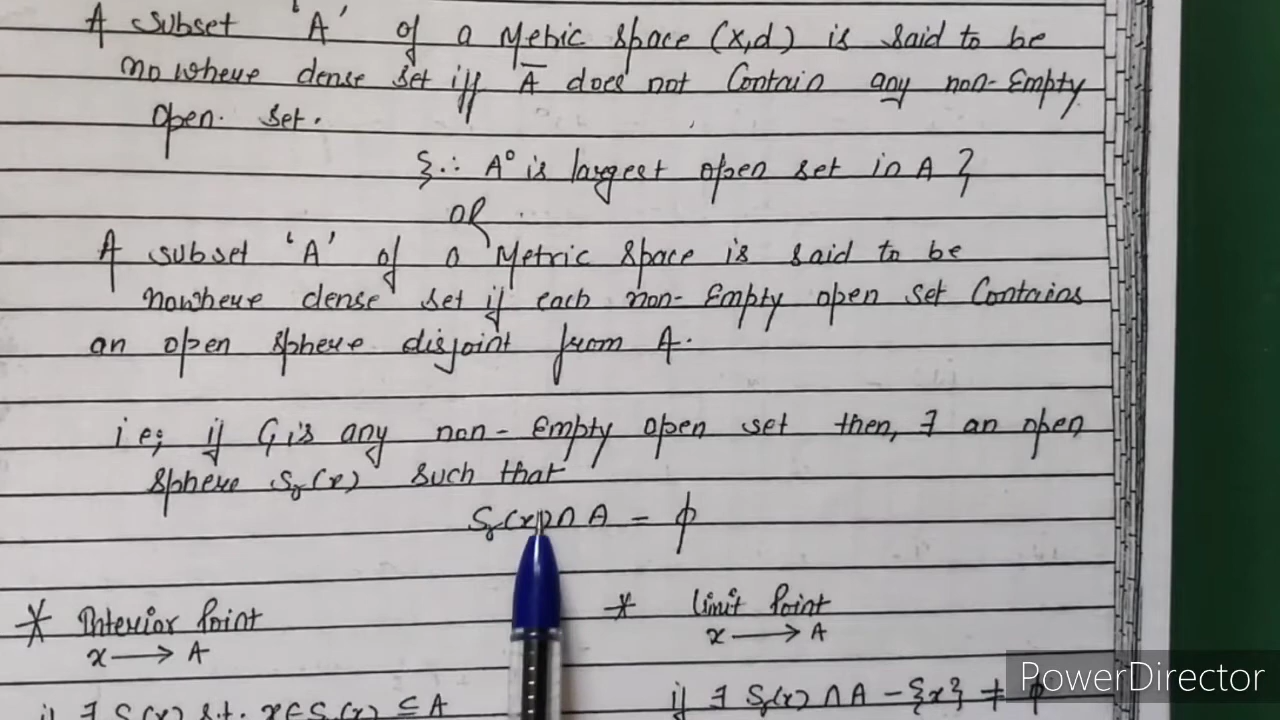 A subset 'A' of a Metric Space (X,d) is said to be
nowhere dense set iff A̅ does not Contain any non-Empty
open. set.
{∴ A° is largest open set in A}
OR
A subset 'A' of a Metric Space is said to be
nowhere dense set if each non-Empty open set Contains
an open sphere disjoint from A.
i.e; if G is any non-Empty open set then, ∃ an open
sphere Sᵣ(x) such that
Sᵣ(x) ∩ A = ϕ
* Interior Point
x → A
* Limit Point
x → A
if ∃ Sᵣ(x) s.t. x ∈ Sᵣ(x) ⊆ A
if ∃ Sᵣ(x) ∩ A - {x} ≠ ϕ
PowerDirector